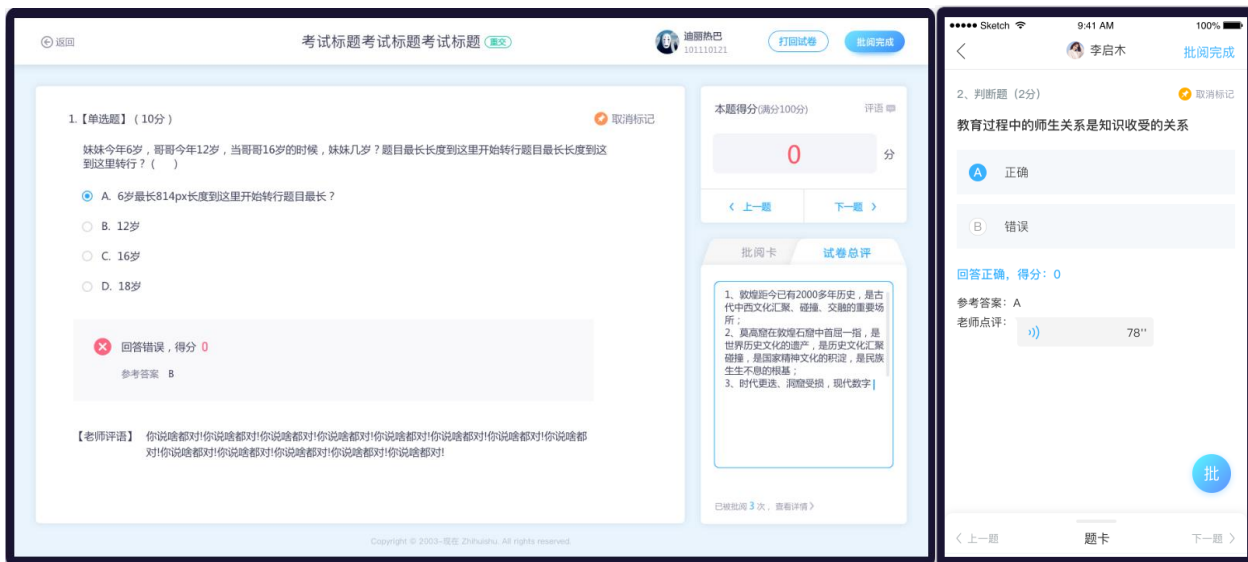 返回
考试标题考试标题考试标题 重交
迪丽热巴
101110121
打回试卷
批阅完成
1.【单选题】（10分）
取消标记
妹妹今年6岁，哥哥今年12岁，当哥哥16岁的时候，妹妹几岁？题目最长长度到这里开始转行题目最长长度到这
到这里转行？（ ）
A. 6岁最长814px长度到这里开始转行题目最长？
B. 12岁
C. 16岁
D. 18岁
回答错误，得分 0
参考答案 B
【老师评语】 你说啥都对!你说啥都对!你说啥都对!你说啥都对!你说啥都对!你说啥都对!你说啥都对!你说啥都
对!你说啥都对!你说啥都对!你说啥都对!你说啥都对!你说啥都对!
本题得分(满分100分)
评语
0
分
上一题
下一题
批阅卡
试卷总评
1、敦煌距今已有2000多年历史，是古
代中西文化汇聚、碰撞、交融的重要场
所；
2、莫高窟在敦煌石窟中首屈一指，是
世界历史文化的遗产，是历史文化汇聚
碰撞，是国家精神文化的积淀，是民族
生生不息的根基；
3、时代更迭、洞窟受损，现代数字
已被批阅 3 次，查看详情
Copyright © 2003-现在 Zhihuishu. All rights reserved.
Sketch
9:41 AM
100%
李启木
批阅完成
2、判断题（2分）
取消标记
教育过程中的师生关系是知识收受的关系
A 正确
B 错误
回答正确，得分：0
参考答案：A
老师点评：
78''
批
上一题
题卡
下一题